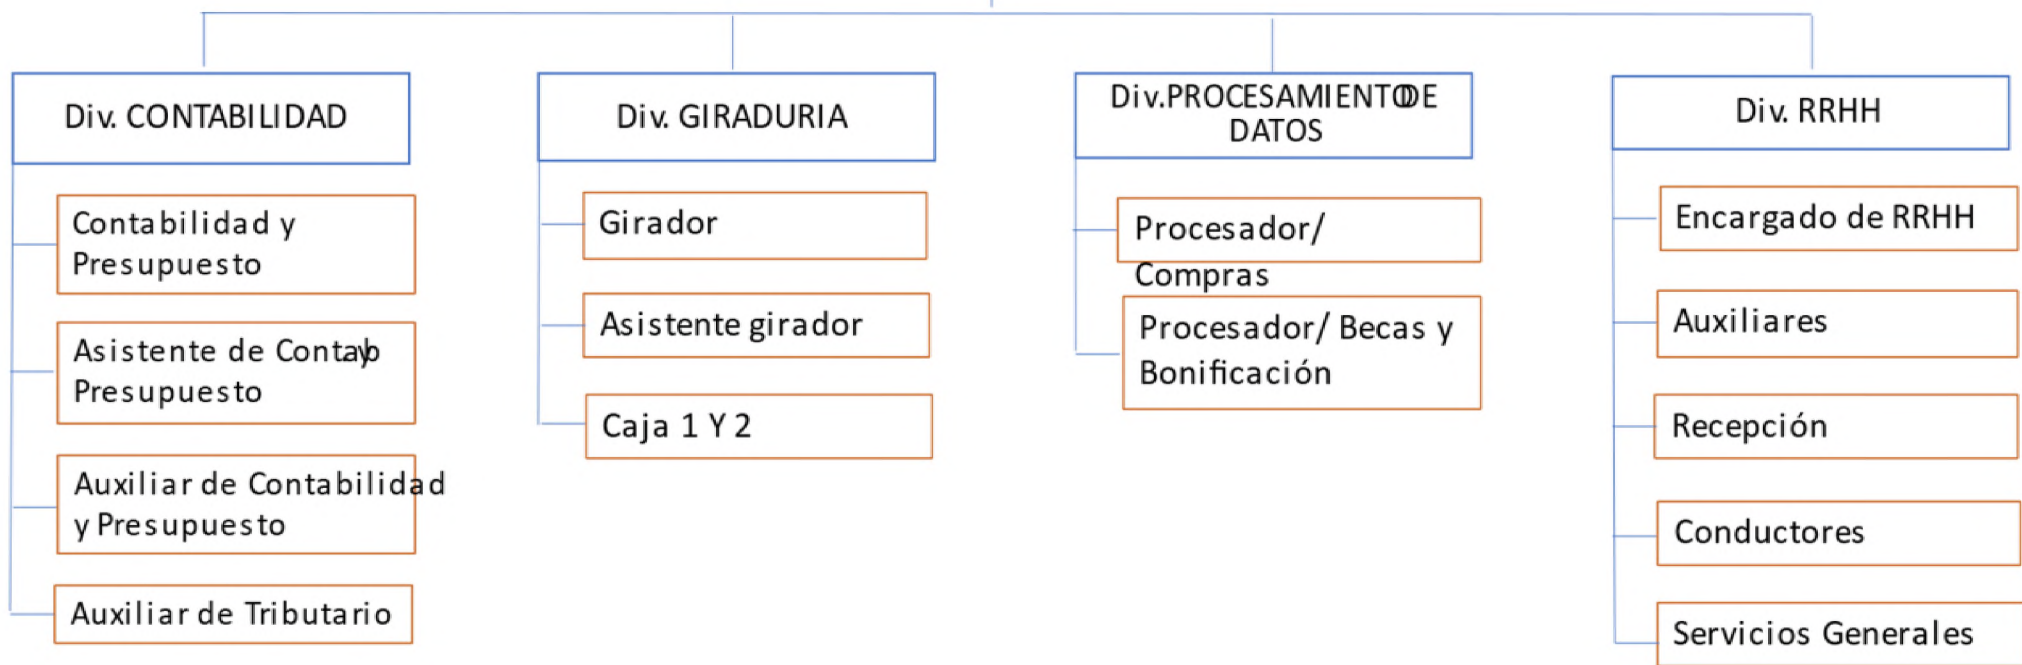 Div. CONTABILIDAD
Contabilidad y
Presupuesto
Asistente de Contab. y
Presupuesto
Auxiliar de Contabilidad
y Presupuesto
Auxiliar de Tributario
Div. GIRADURIA
Girador
Asistente girador
Caja 1 Y 2
Div.PROCESAMIENTO DE
DATOS
Procesador/
Compras
Procesador/ Becas y
Bonificación
Div. RRHH
Encargado de RRHH
Auxiliares
Recepción
Conductores
Servicios Generales